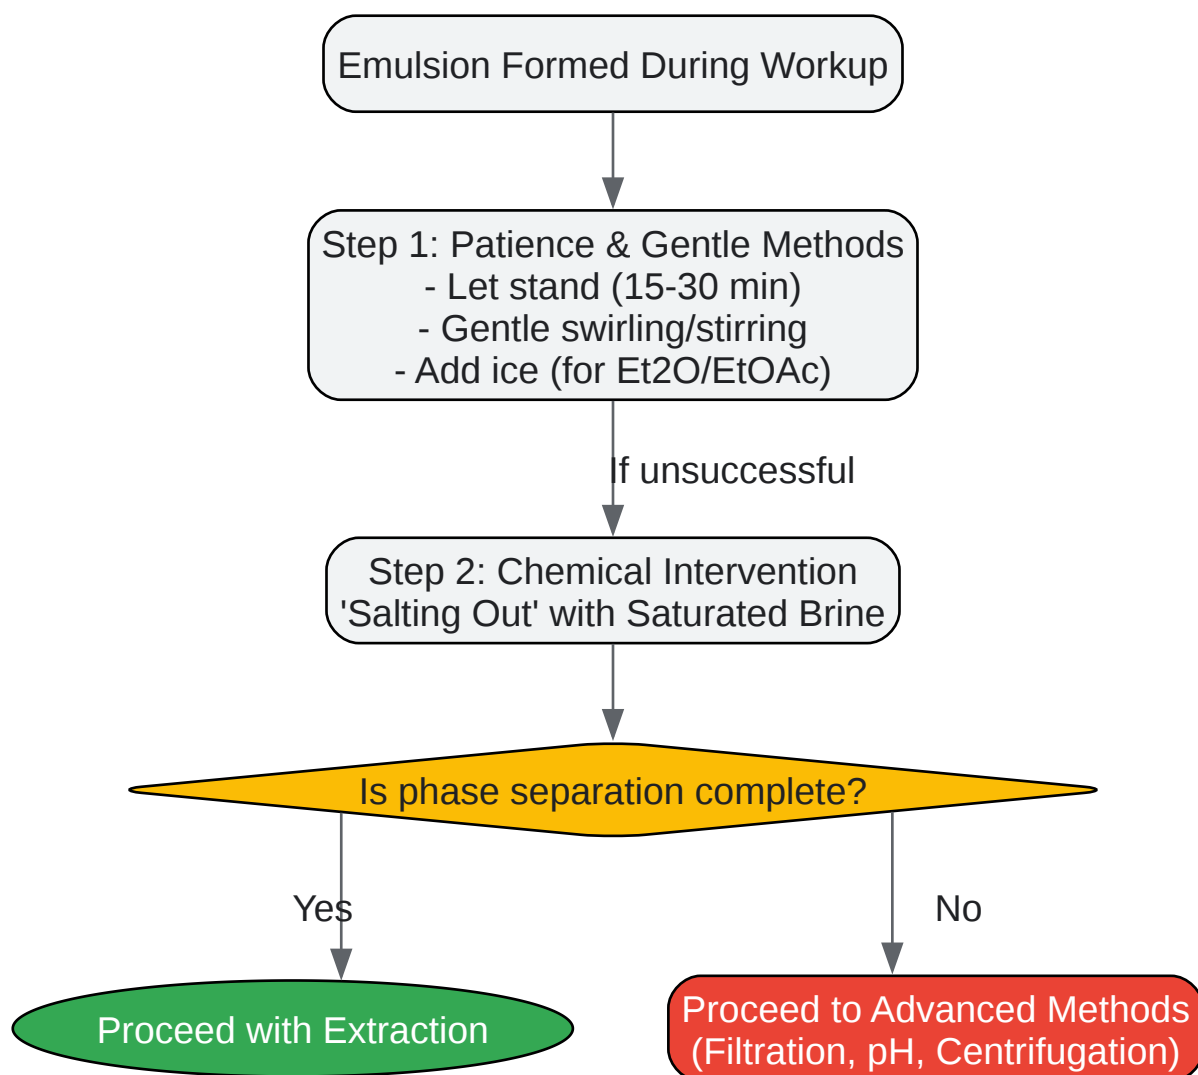 Emulsion Formed During Workup
Step 1: Patience & Gentle Methods
- Let stand (15-30 min)
- Gentle swirling/stirring
- Add ice (for Et2O/EtOAc)
If unsuccessful
Step 2: Chemical Intervention
'Salting Out' with Saturated Brine
Is phase separation complete?
Yes
No
Proceed with Extraction
Proceed to Advanced Methods
(Filtration, pH, Centrifugation)